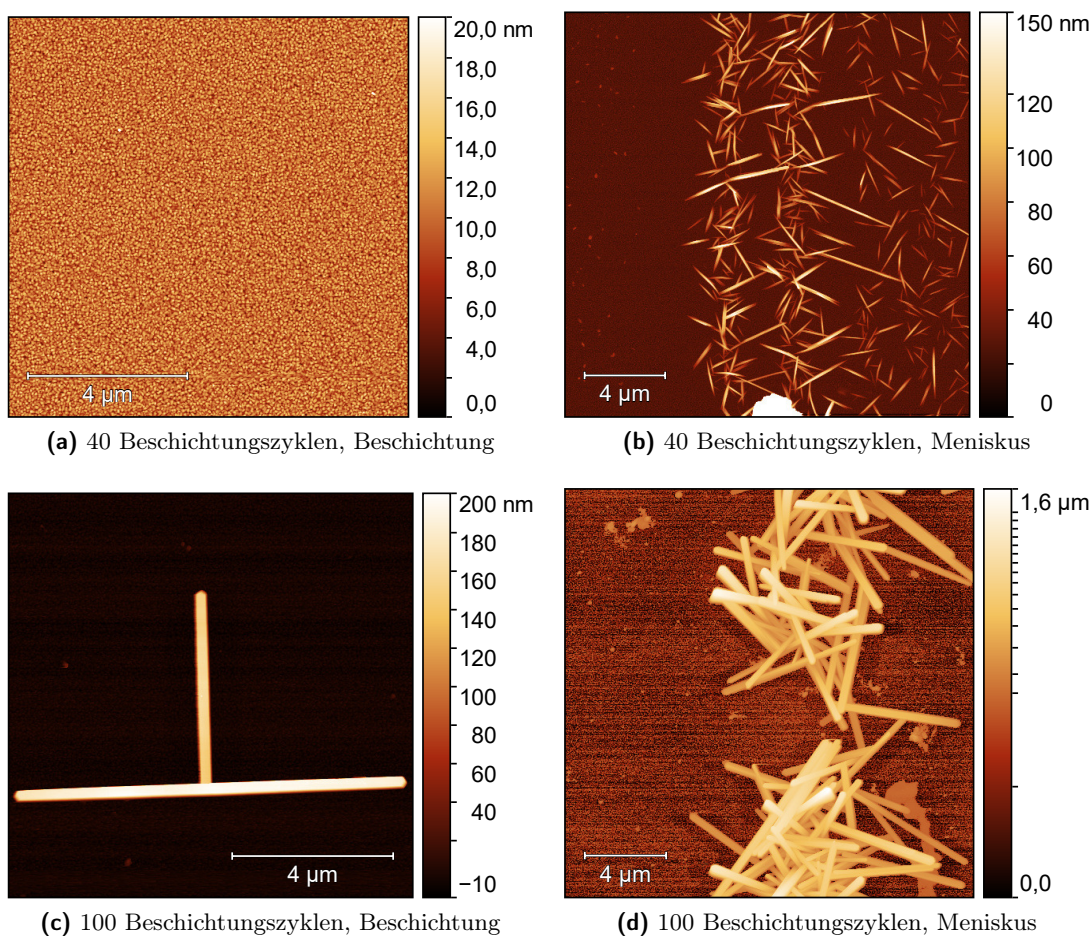 20,0 nm
18,0
16,0
14,0
12,0
10,0
8,0
6,0
4,0
2,0
0,0
4 µm
(a) 40 Beschichtungszyklen, Beschichtung
150 nm
120
100
80
60
40
0
4 µm
(b) 40 Beschichtungszyklen, Meniskus
200 nm
180
160
140
120
100
80
60
40
−10
4 µm
(c) 100 Beschichtungszyklen, Beschichtung
1,6 µm
0,0
4 µm
(d) 100 Beschichtungszyklen, Meniskus